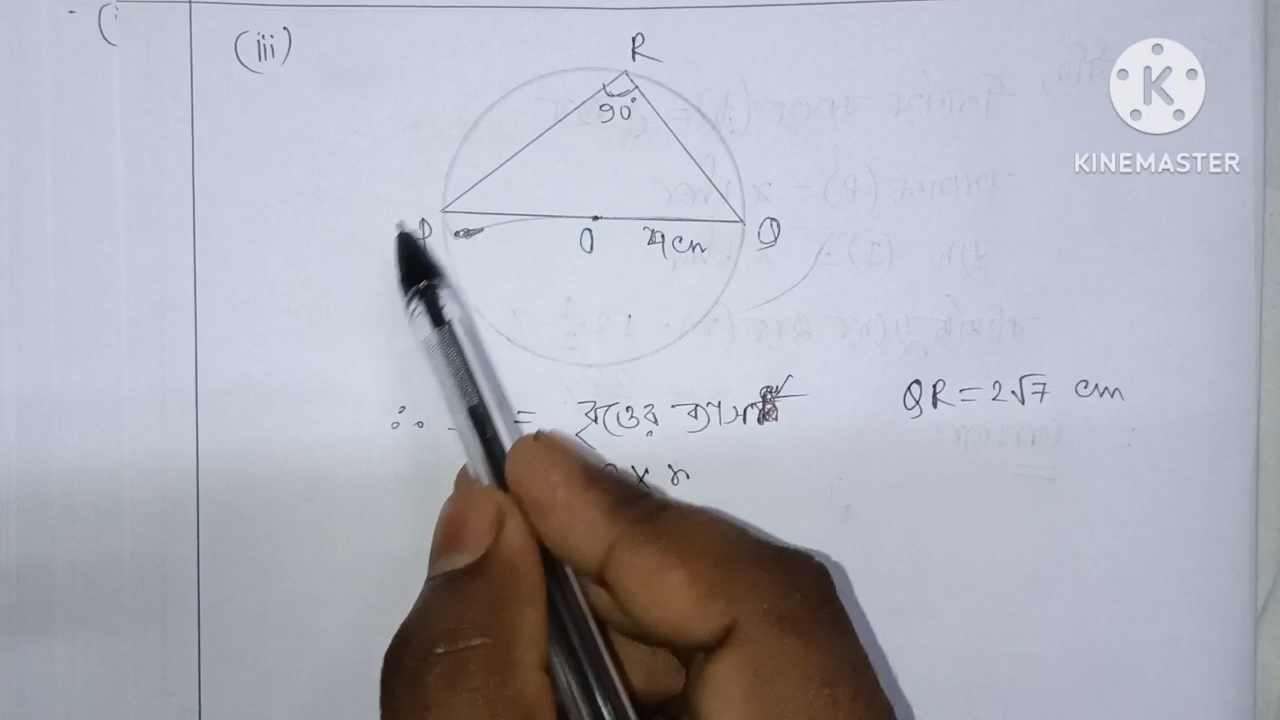 (iii)
R
90°
P
O
4cm
Q
∴ = বৃত্তের ব্যাস
QR = 2√7 cm
× r
K
KINEMASTER